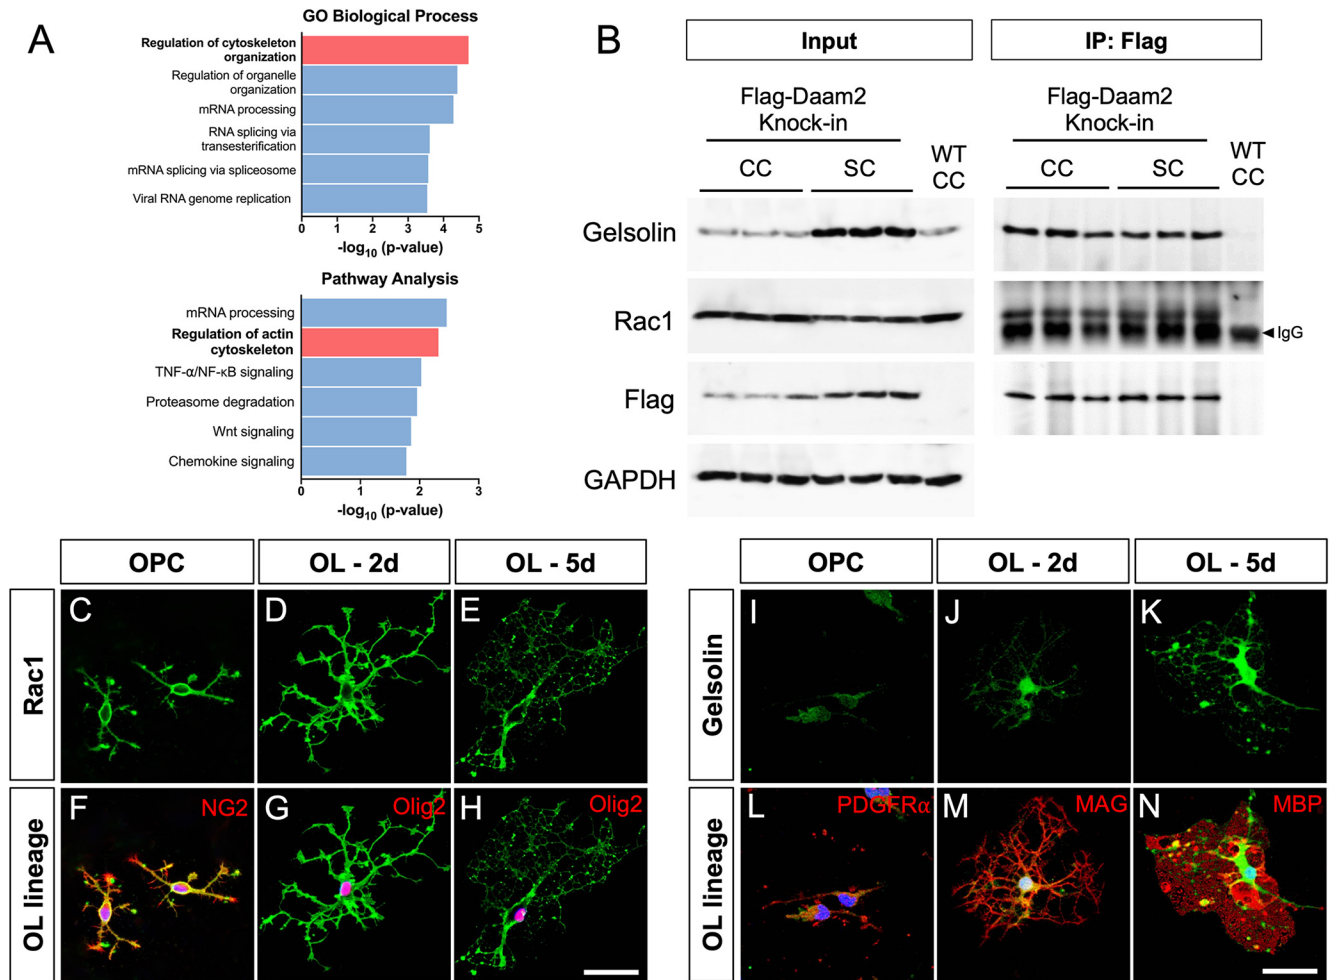 A
GO Biological Process
Regulation of cytoskeleton
organization
Regulation of organelle
organization
mRNA processing
RNA splicing via
transesterification
mRNA splicing via spliceosome
Viral RNA genome replication
0 1 2 3 4 5
-log10 (p-value)
Pathway Analysis
mRNA processing
Regulation of actin
cytoskeleton
TNF-α/NF-κB signaling
Proteasome degradation
Wnt signaling
Chemokine signaling
0 1 2 3
-log10 (p-value)
B
Input
IP: Flag
Flag-Daam2
Knock-in
CC SC
WT
CC
Flag-Daam2
Knock-in
CC SC
WT
CC
Gelsolin
Rac1
IgG
Flag
GAPDH
OPC
OL - 2d
OL - 5d
Rac1
C
D
E
OL lineage
F
NG2
G
Olig2
H
Olig2
OPC
OL - 2d
OL - 5d
Gelsolin
I
J
K
OL lineage
L
PDGFRα
M
MAG
N
MBP